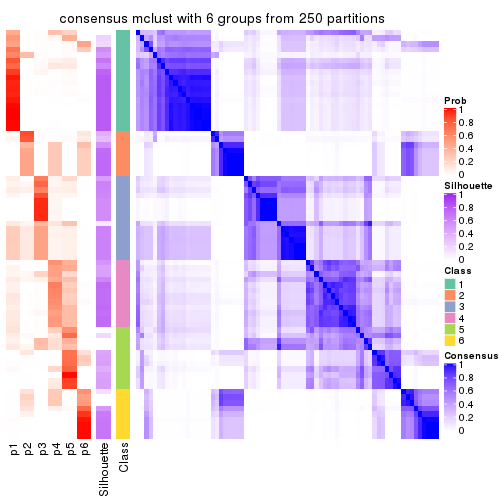 consensus mclust with 6 groups from 250 partitions
p1
p2
p3
p4
p5
p6
Silhouette
Class
Prob
1
0.8
0.6
0.4
0.2
0
Silhouette
1
0.8
0.6
0.4
0.2
0
Class
1
2
3
4
5
6
Consensus
1
0.8
0.6
0.4
0.2
0